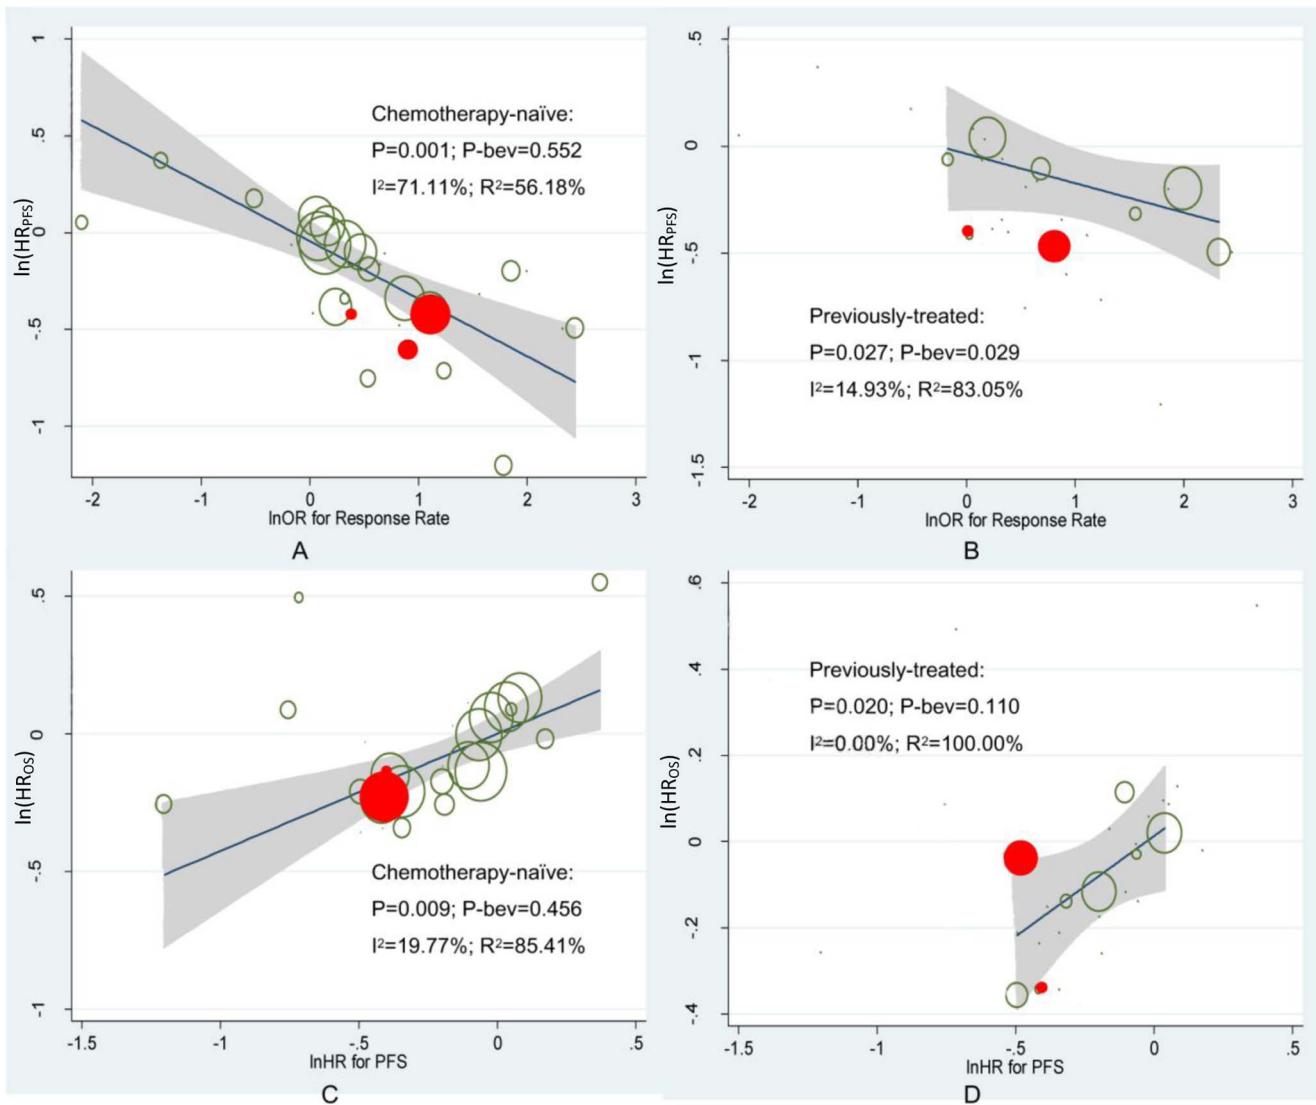 1
.5
0
-.5
-1
ln(HRPFS)
Chemotherapy-naïve:
P=0.001; P-bev=0.552
I²=71.11%; R²=56.18%
-2 -1 0 1 2 3
lnOR for Response Rate
A
.5
0
-.5
-1
-1.5
ln(HRPFS)
Previously-treated:
P=0.027; P-bev=0.029
I²=14.93%; R²=83.05%
-2 -1 0 1 2 3
lnOR for Response Rate
B
.5
0
-.5
-1
ln(HROS)
Chemotherapy-naïve:
P=0.009; P-bev=0.456
I²=19.77%; R²=85.41%
-1.5 -1 -.5 0 .5
lnHR for PFS
C
.6
.4
.2
0
-.2
-.4
ln(HROS)
Previously-treated:
P=0.020; P-bev=0.110
I²=0.00%; R²=100.00%
-1.5 -1 -.5 0 .5
lnHR for PFS
D